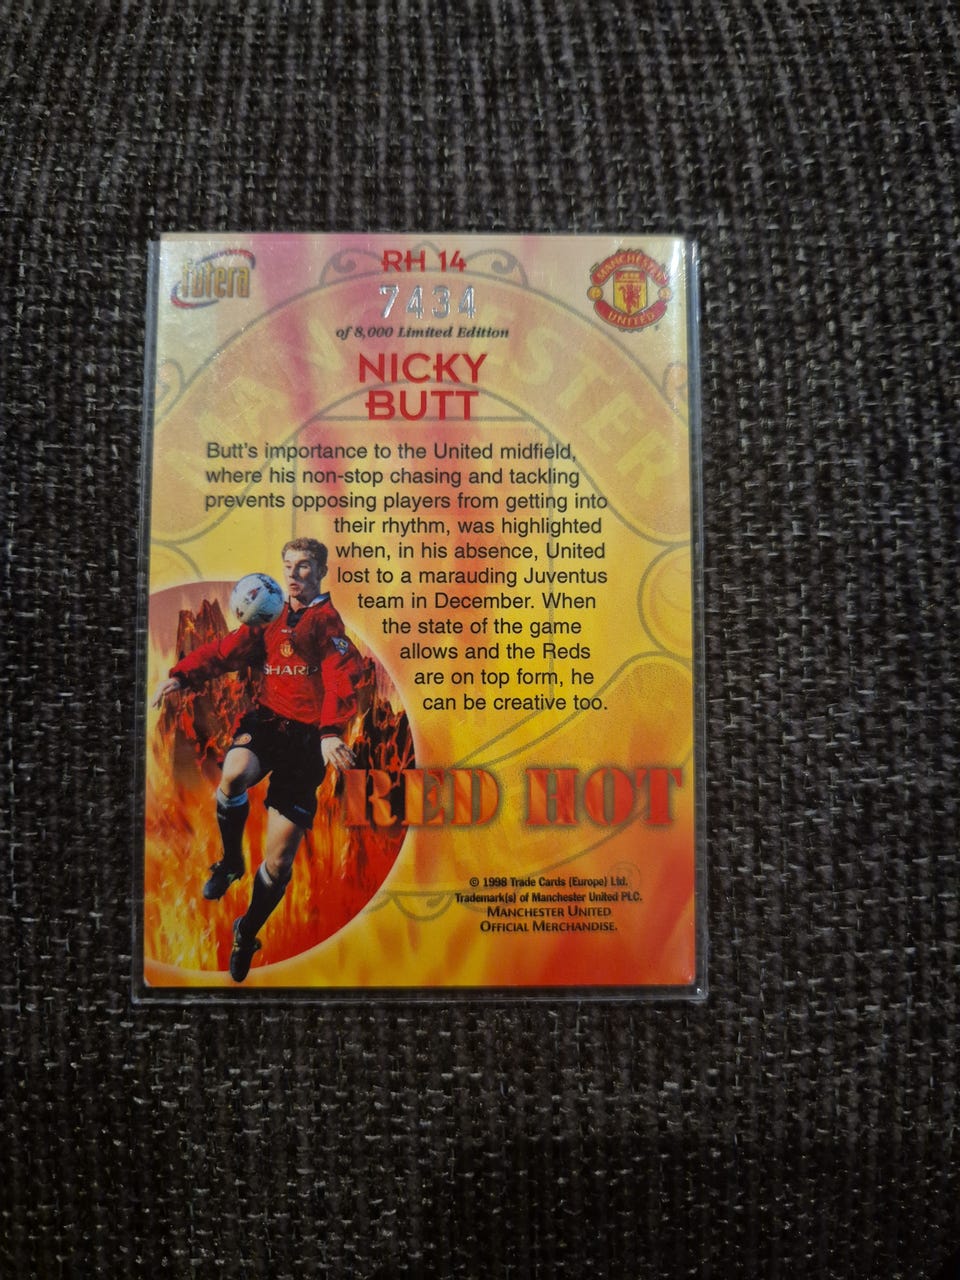 futera
RH 14
7434
of 8,000 Limited Edition
MANCHESTER
UNITED
NICKY
BUTT
MANCHESTER
Butt's importance to the United midfield,
where his non-stop chasing and tackling
prevents opposing players from getting into
their rhythm, was highlighted
when, in his absence, United
lost to a marauding Juventus
team in December. When
the state of the game
allows and the Reds
are on top form, he
can be creative too.
SHARP
RED HOT
© 1998 Trade Cards (Europe) Ltd.
Trademark(s) of Manchester United PLC.
MANCHESTER UNITED
OFFICIAL MERCHANDISE.